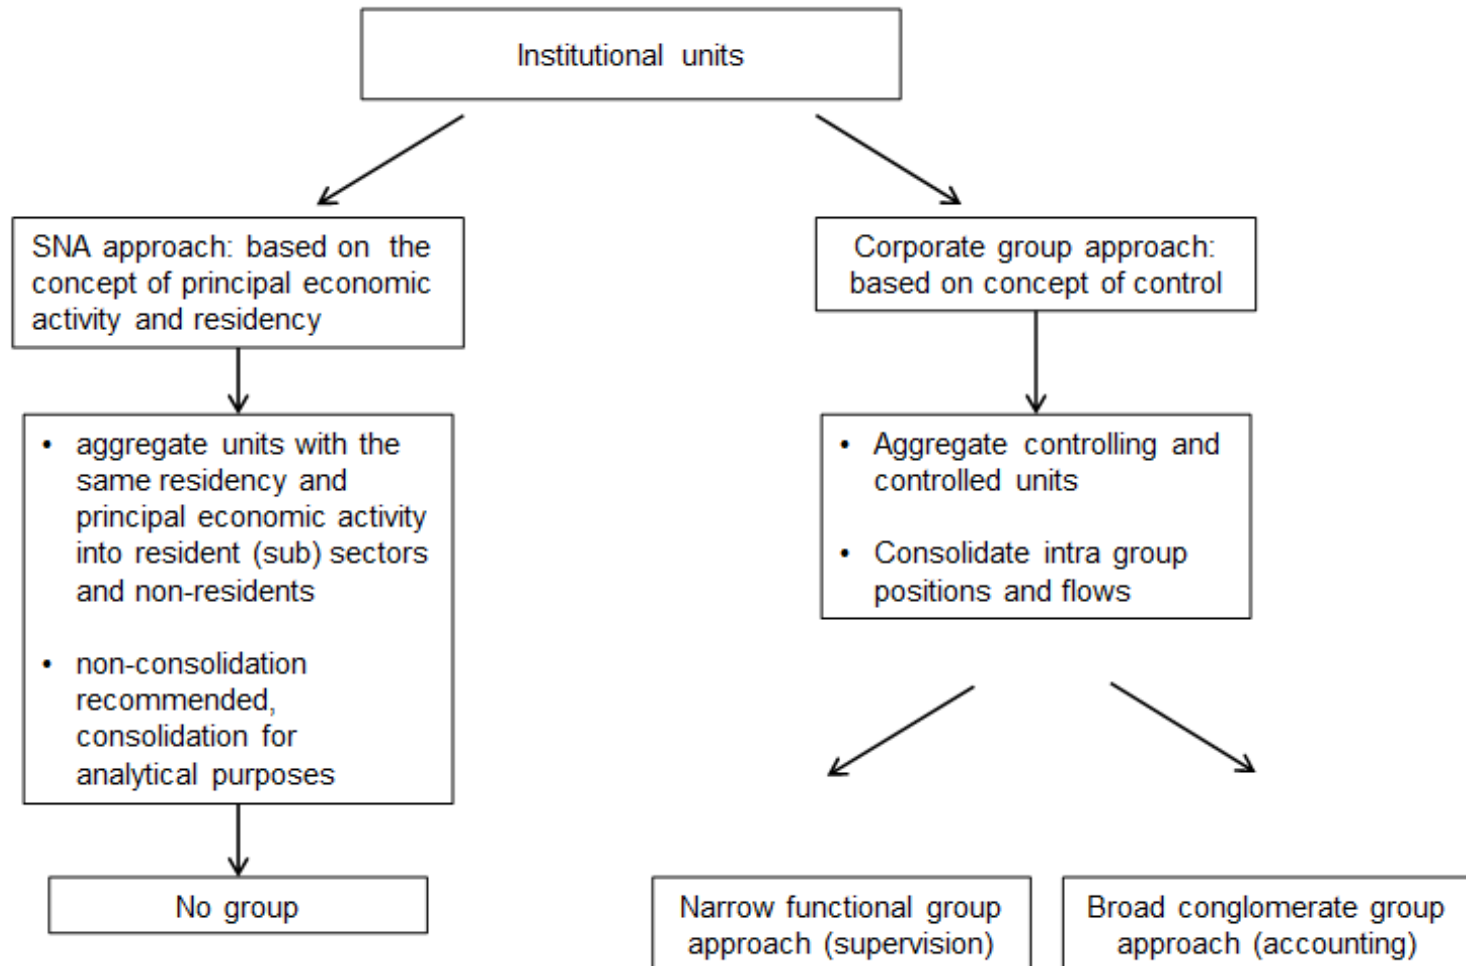 Institutional units
SNA approach: based on the
concept of principal economic
activity and residency
Corporate group approach:
based on concept of control
• aggregate units with the
same residency and
principal economic activity
into resident (sub) sectors
and non-residents
• non-consolidation
recommended,
consolidation for
analytical purposes
• Aggregate controlling and
controlled units
• Consolidate intra group
positions and flows
No group
Narrow functional group
approach (supervision)
Broad conglomerate group
approach (accounting)